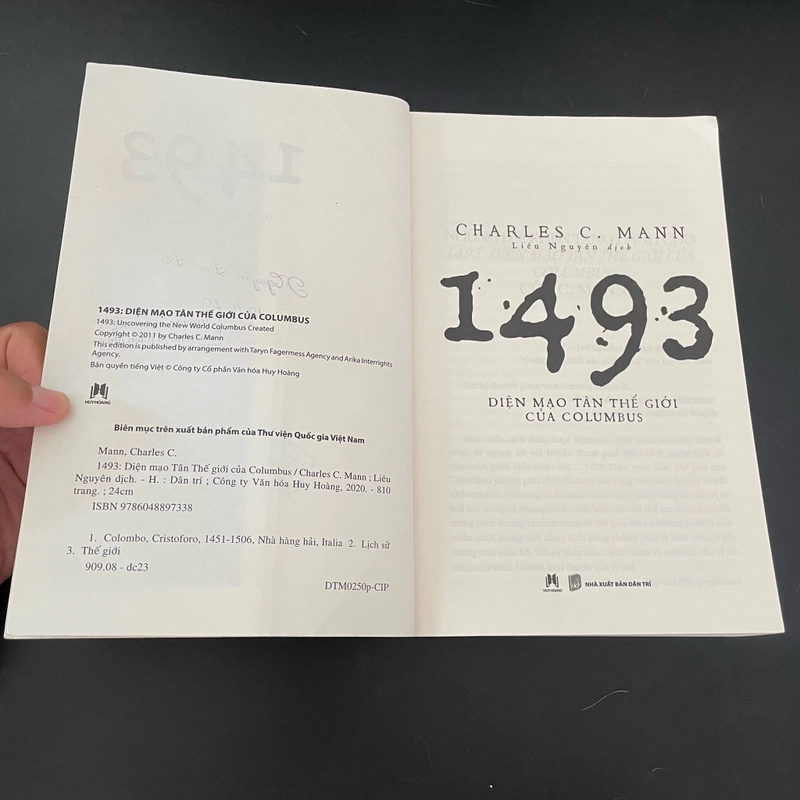 1493: DIỆN MẠO TÂN THẾ GIỚI CỦA COLUMBUS
1493: Uncovering the New World Columbus Created
Copyright © 2011 by Charles C. Mann
This edition is published by arrangement with Taryn Fagerness Agency and Arika Interrights
Agency.
Bản quyền tiếng Việt © Công ty Cổ phần Văn hóa Huy Hoàng
HUYHOANG
Biên mục trên xuất bản phẩm của Thư viện Quốc gia Việt Nam
Mann, Charles C.
1493: Diện mạo Tân Thế giới của Columbus / Charles C. Mann ; Liêu
Nguyên dịch. - H. : Dân trí ; Công ty Văn hóa Huy Hoàng, 2020. - 810
trang. ; 24cm
ISBN 9786048897338
1. Colombo, Cristoforo, 1451-1506, Nhà hàng hải, Italia 2. Lịch sử
3. Thế giới
909.08 - dc23
DTM0250p-CIP
CHARLES C. MANN
Liêu Nguyên dịch
1493
DIỆN MẠO TÂN THẾ GIỚI
CỦA COLUMBUS
HUYHOANG
NHÀ XUẤT BẢN DÂN TRÍ